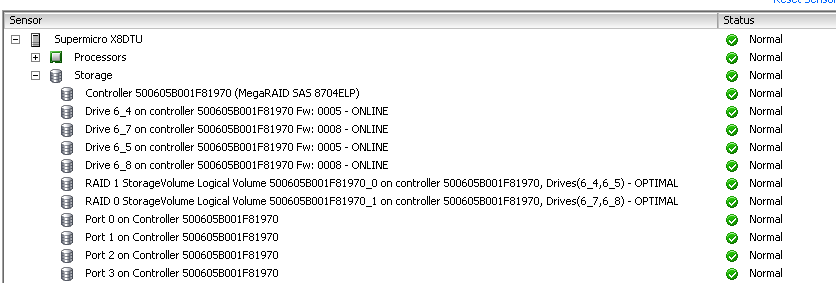 Reset Sensor
Sensor Status
Supermicro X8DTU Normal
Processors Normal
Storage Normal
Controller 500605B001F81970 (MegaRAID SAS 8704ELP) Normal
Drive 6_4 on controller 500605B001F81970 Fw: 0005 - ONLINE Normal
Drive 6_7 on controller 500605B001F81970 Fw: 0008 - ONLINE Normal
Drive 6_5 on controller 500605B001F81970 Fw: 0005 - ONLINE Normal
Drive 6_8 on controller 500605B001F81970 Fw: 0008 - ONLINE Normal
RAID 1 StorageVolume Logical Volume 500605B001F81970_0 on controller 500605B001F81970, Drives(6_4,6_5) - OPTIMAL Normal
RAID 0 StorageVolume Logical Volume 500605B001F81970_1 on controller 500605B001F81970, Drives(6_7,6_8) - OPTIMAL Normal
Port 0 on Controller 500605B001F81970 Normal
Port 1 on Controller 500605B001F81970 Normal
Port 2 on Controller 500605B001F81970 Normal
Port 3 on Controller 500605B001F81970 Normal